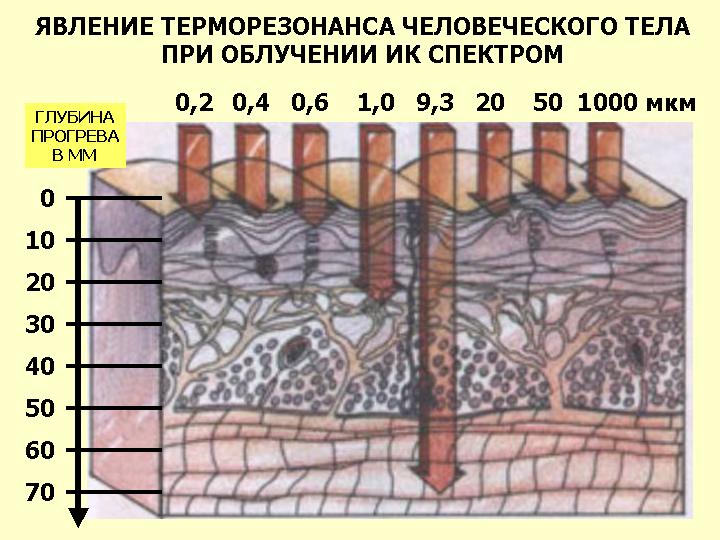 ЯВЛЕНИЕ ТЕРМОРЕЗОНАНСА ЧЕЛОВЕЧЕСКОГО ТЕЛА
ПРИ ОБЛУЧЕНИИ ИК СПЕКТРОМ
0,2 0,4 0,6 1,0 9,3 20 50 1000 мкм
ГЛУБИНА
ПРОГРЕВА
В ММ
0
10
20
30
40
50
60
70